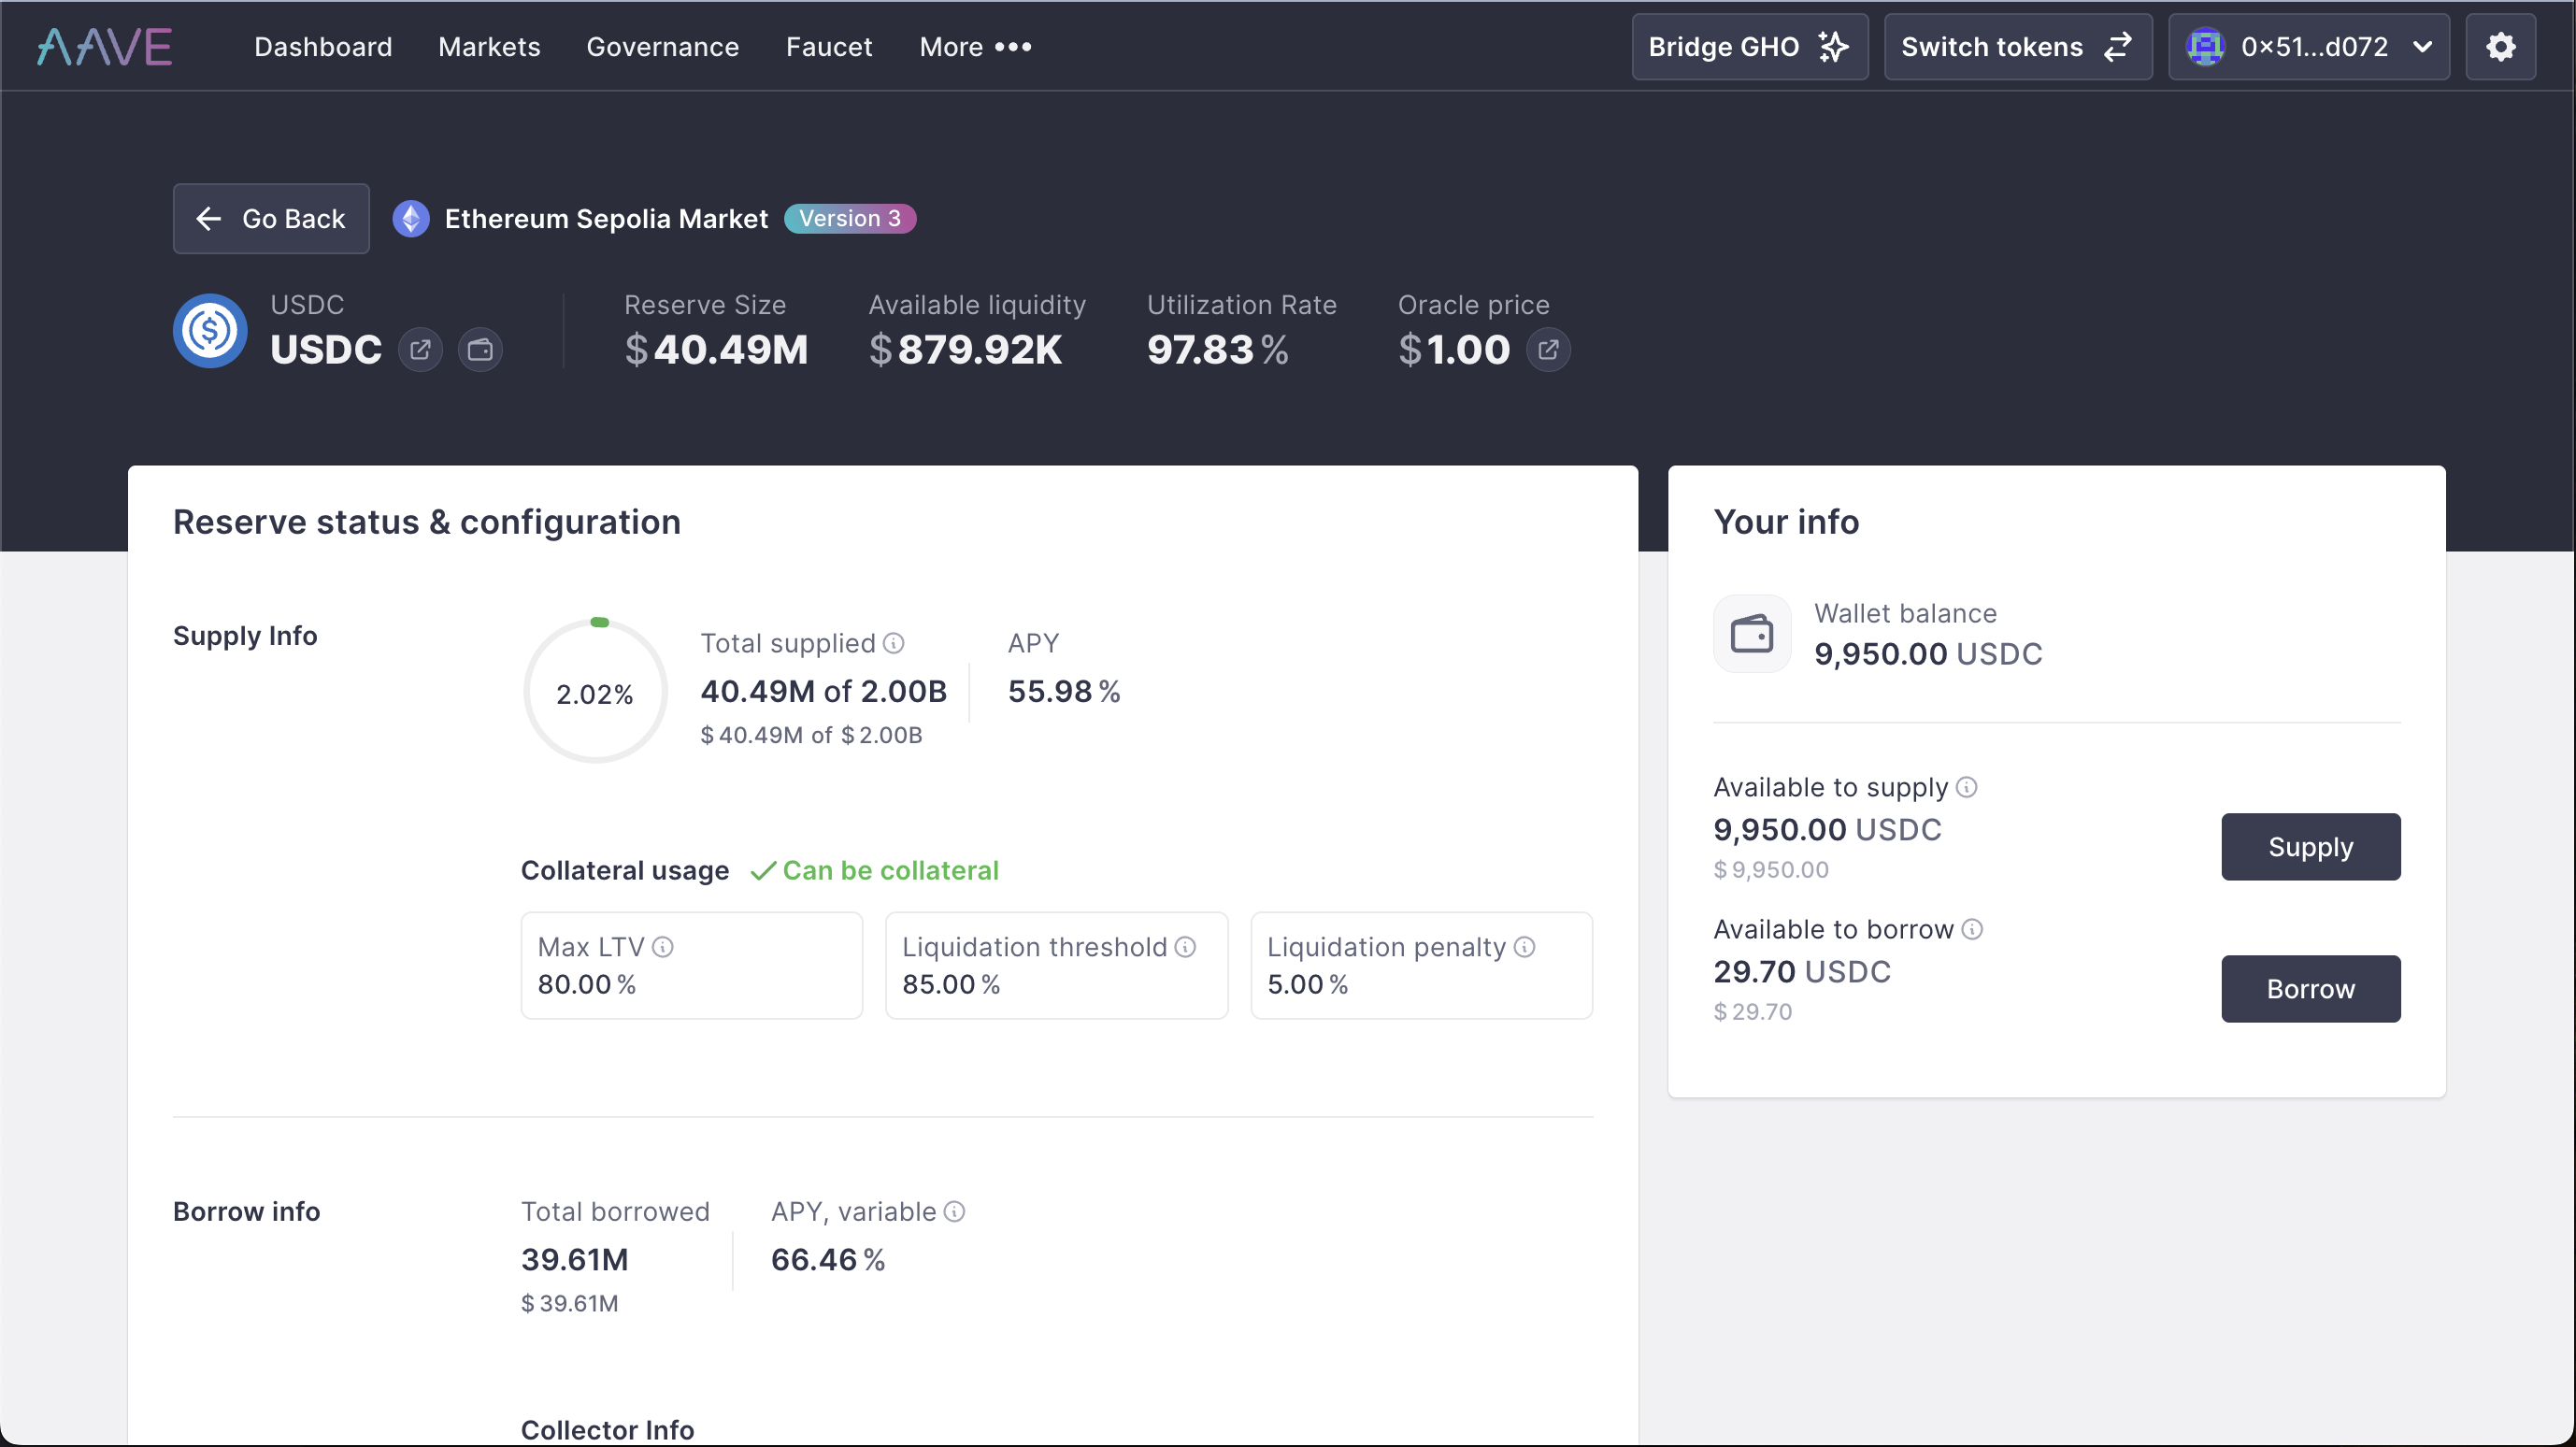 AAVE Dashboard Markets Governance Faucet More ••• Bridge GHO Switch tokens 0×51...d072
Go Back Ethereum Sepolia Market Version 3
USDC Reserve Size Available liquidity Utilization Rate Oracle price
USDC $ 40.49M $ 879.92K 97.83 % $ 1.00
Reserve status & configuration
Supply Info
2.02%
Total supplied
40.49M of 2.00B
$ 40.49M of $ 2.00B
APY
55.98 %
Collateral usage Can be collateral
Max LTV
80.00 %
Liquidation threshold
85.00 %
Liquidation penalty
5.00 %
Borrow info
Total borrowed
39.61M
$ 39.61M
APY, variable
66.46 %
Collector Info
Your info
Wallet balance
9,950.00 USDC
Available to supply
9,950.00 USDC
$ 9,950.00
Supply
Available to borrow
29.70 USDC
$ 29.70
Borrow